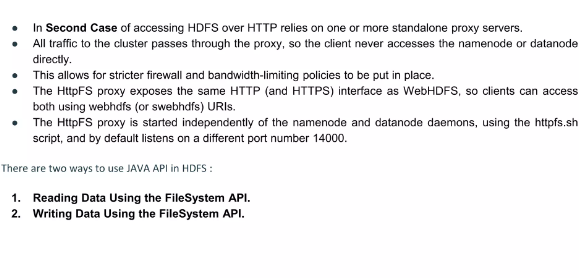 • In Second Case of accessing HDFS over HTTP relies on one or more standalone proxy servers.
• All traffic to the cluster passes through the proxy, so the client never accesses the namenode or datanode
directly.
• This allows for stricter firewall and bandwidth-limiting policies to be put in place.
• The HttpFS proxy exposes the same HTTP (and HTTPS) interface as WebHDFS, so clients can access
both using webhdfs (or swebhdfs) URIs.
• The HttpFS proxy is started independently of the namenode and datanode daemons, using the httpfs.sh
script, and by default listens on a different port number 14000.
There are two ways to use JAVA API in HDFS :
1. Reading Data Using the FileSystem API.
2. Writing Data Using the FileSystem API.